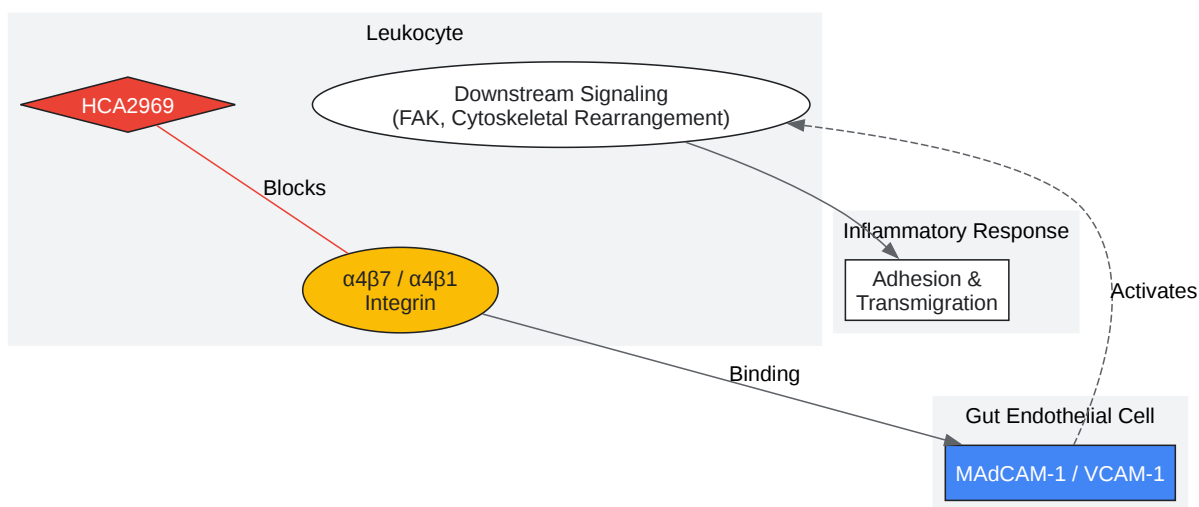 Leukocyte
HCA2969
Downstream Signaling
(FAK, Cytoskeletal Rearrangement)
Blocks
Inflammatory Response
α4β7 / α4β1
Integrin
Adhesion &
Transmigration
Activates
Binding
Gut Endothelial Cell
MAdCAM-1 / VCAM-1